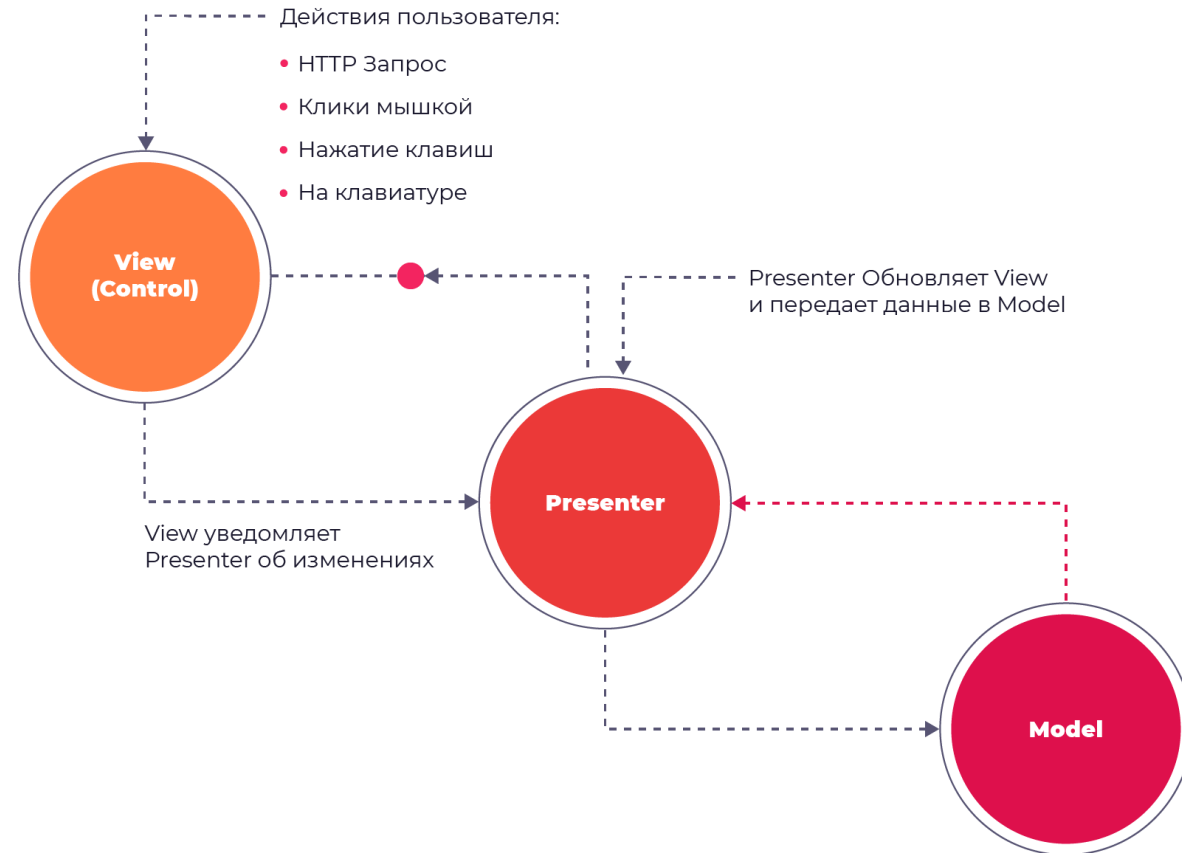 Действия пользователя:
HTTP Запрос
Клики мышкой
Нажатие клавиш
На клавиатуре
View
(Control)
Presenter Обновляет View
и передает данные в Model
Presenter
View уведомляет
Presenter об изменениях
Model